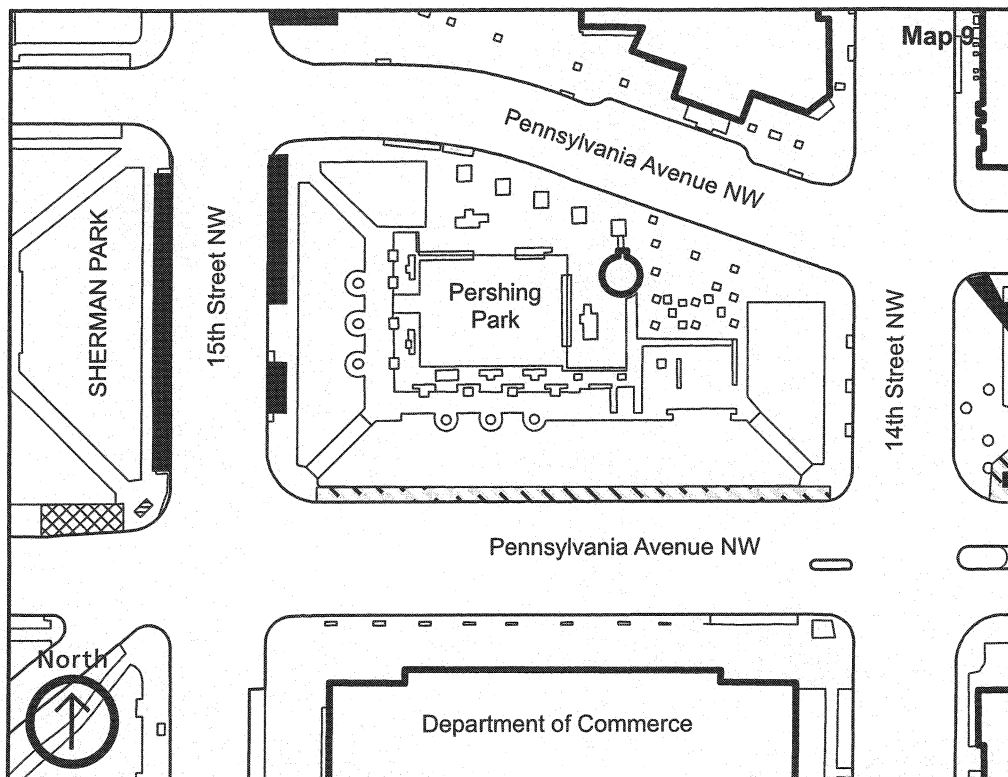 Map 9
Pennsylvania Avenue NW
SHERMAN PARK
15th Street NW
Pershing
Park
14th Street NW
Pennsylvania Avenue NW
North
Department of Commerce